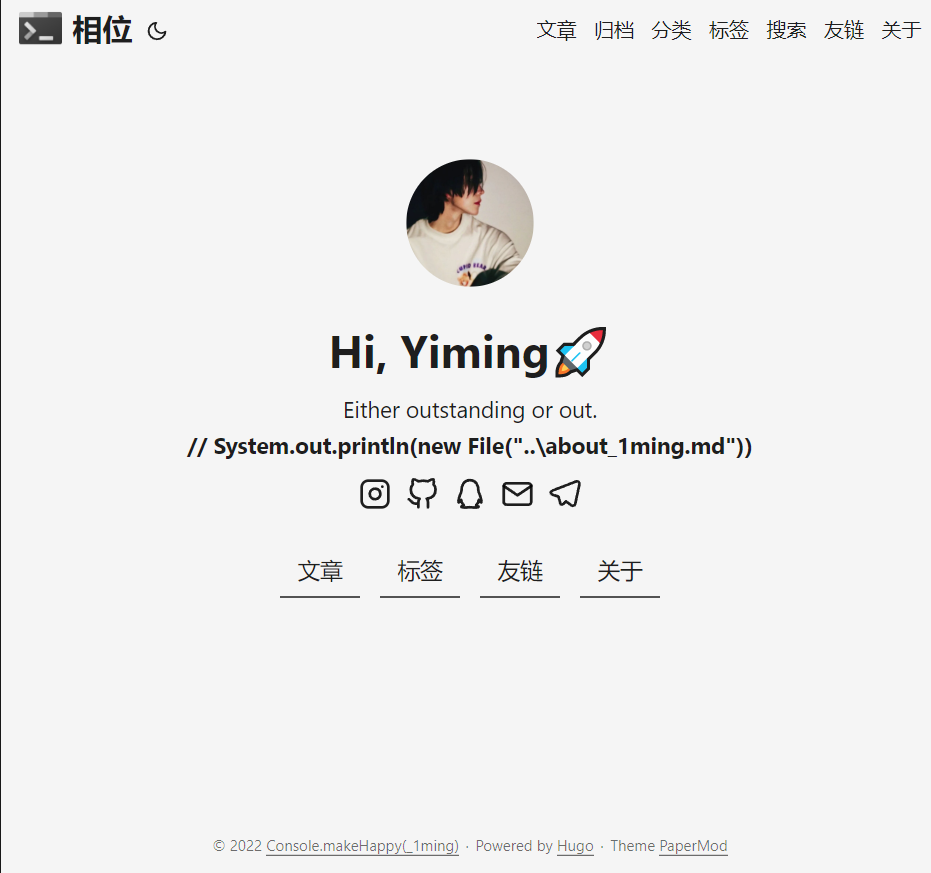 相位
文章 归档 分类 标签 搜索 友链 关于
Hi, Yiming🚀
Either outstanding or out.
// System.out.println(new File("..\about_1ming.md"))
文章 标签 友链 关于
© 2022 Console.makeHappy(_1ming) · Powered by Hugo · Theme PaperMod